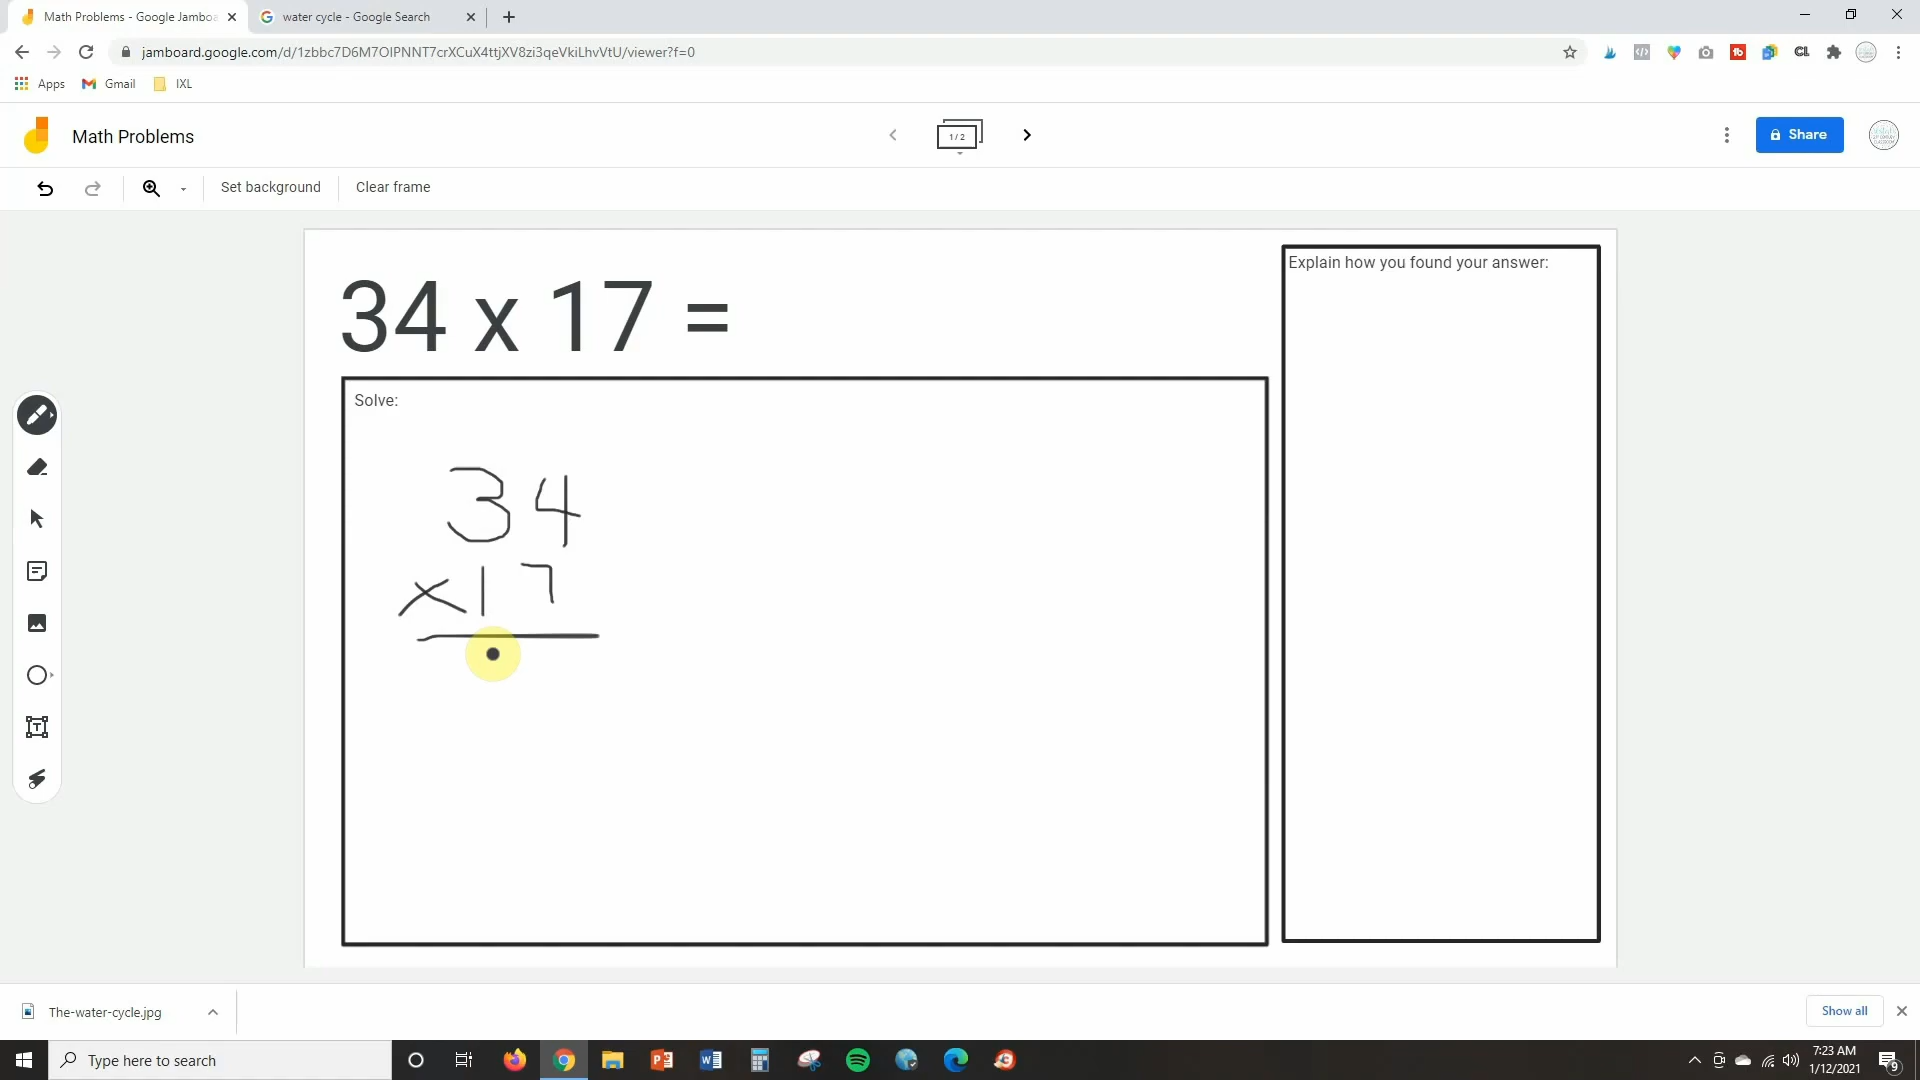 Math Problems - Google Jamboa
water cycle - Google Search
jamboard.google.com/d/1zbbc7D6M7OIPNNT7crXCuX4ttjXV8zi3qeVkiLhvVtU/viewer?f=0
Apps
Gmail
IXL
Math Problems
1 / 2
Share
Set background
Clear frame
34 x 17 =
Explain how you found your answer:
Solve:
34
x17
The-water-cycle.jpg
Show all
Type here to search
7:23 AM
1/12/2021
9